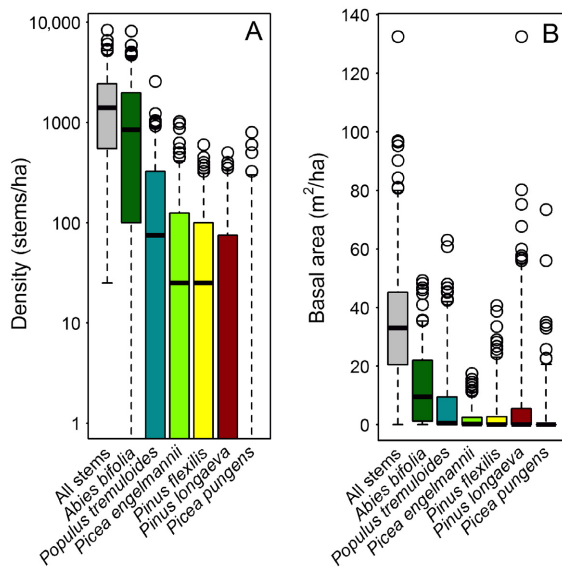 A
10,000
1000
100
10
1
Density (stems/ha)
All stems
Abies bifolia
Populus tremuloides
Picea engelmannii
Pinus flexilis
Pinus longaeva
Picea pungens
B
140
120
100
80
60
40
20
0
Basal area (m²/ha)
All stems
Abies bifolia
Populus tremuloides
Picea engelmannii
Pinus flexilis
Pinus longaeva
Picea pungens